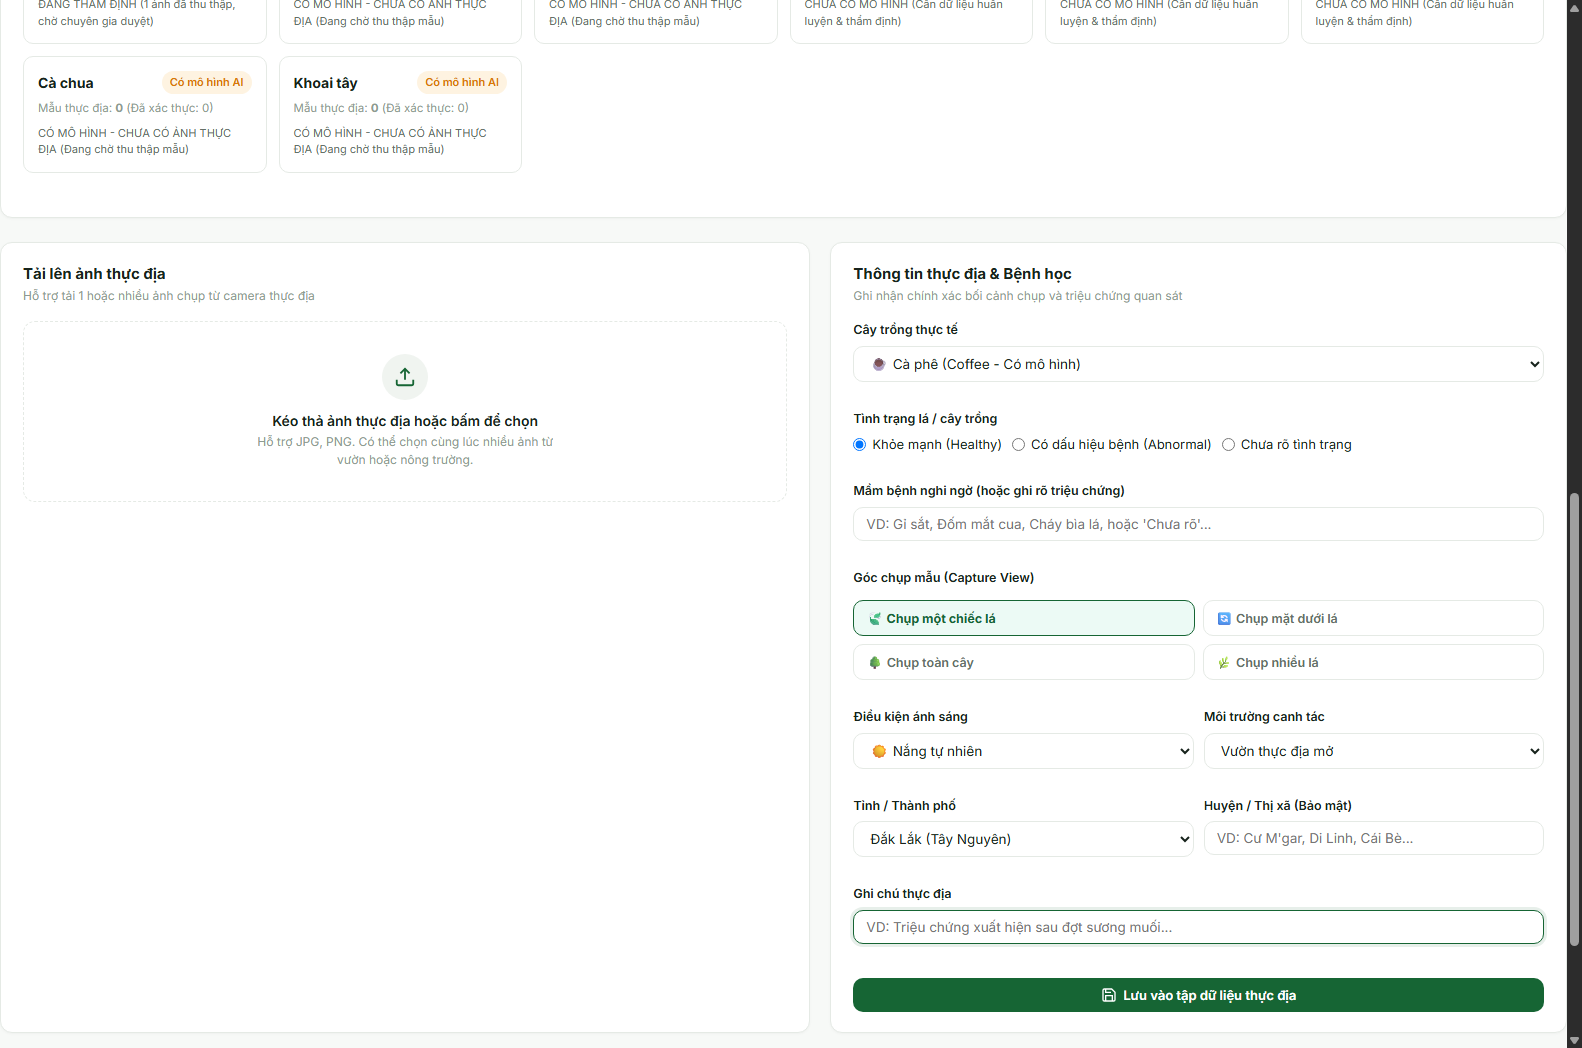 ĐANG THẨM ĐỊNH (1 ảnh đã thu thập,
chờ chuyên gia duyệt)
CÓ MÔ HÌNH - CHƯA CÓ ẢNH THỰC
ĐỊA (Đang chờ thu thập mẫu)
CÓ MÔ HÌNH - CHƯA CÓ ẢNH THỰC
ĐỊA (Đang chờ thu thập mẫu)
CHƯA CÓ MÔ HÌNH (Cần dữ liệu huấn
luyện & thẩm định)
CHƯA CÓ MÔ HÌNH (Cần dữ liệu huấn
luyện & thẩm định)
CHƯA CÓ MÔ HÌNH (Cần dữ liệu huấn
luyện & thẩm định)
Cà chua
Có mô hình AI
Mẫu thực địa: 0 (Đã xác thực: 0)
CÓ MÔ HÌNH - CHƯA CÓ ẢNH THỰC
ĐỊA (Đang chờ thu thập mẫu)
Khoai tây
Có mô hình AI
Mẫu thực địa: 0 (Đã xác thực: 0)
CÓ MÔ HÌNH - CHƯA CÓ ẢNH THỰC
ĐỊA (Đang chờ thu thập mẫu)
Tải lên ảnh thực địa
Hỗ trợ tải 1 hoặc nhiều ảnh chụp từ camera thực địa
Kéo thả ảnh thực địa hoặc bấm để chọn
Hỗ trợ JPG, PNG. Có thể chọn cùng lúc nhiều ảnh từ
vườn hoặc nông trường.
Thông tin thực địa & Bệnh học
Ghi nhận chính xác bối cảnh chụp và triệu chứng quan sát
Cây trồng thực tế
Cà phê (Coffee - Có mô hình)
Tình trạng lá / cây trồng
Khỏe mạnh (Healthy)
Có dấu hiệu bệnh (Abnormal)
Chưa rõ tình trạng
Mầm bệnh nghi ngờ (hoặc ghi rõ triệu chứng)
VD: Gỉ sắt, Đốm mắt cua, Cháy bìa lá, hoặc 'Chưa rõ'...
Góc chụp mẫu (Capture View)
Chụp một chiếc lá
Chụp mặt dưới lá
Chụp toàn cây
Chụp nhiều lá
Điều kiện ánh sáng
Môi trường canh tác
Nắng tự nhiên
Vườn thực địa mở
Tỉnh / Thành phố
Huyện / Thị xã (Bảo mật)
Đắk Lắk (Tây Nguyên)
VD: Cư M'gar, Di Linh, Cái Bè...
Ghi chú thực địa
VD: Triệu chứng xuất hiện sau đợt sương muối...
Lưu vào tập dữ liệu thực địa